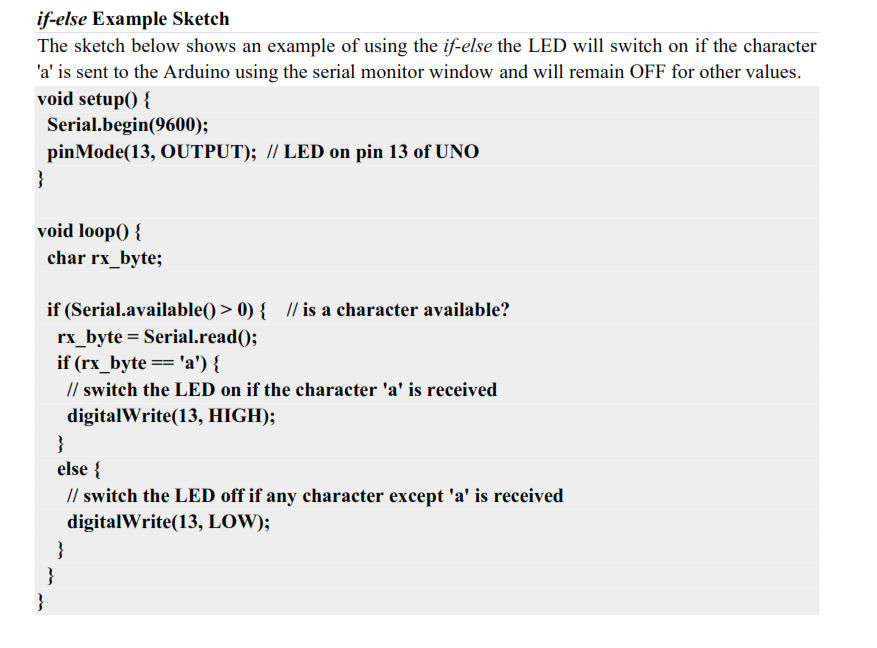 if-else Example Sketch
The sketch below shows an example of using the if-else the LED will switch on if the character
'a' is sent to the Arduino using the serial monitor window and will remain OFF for other values.
void setup() {
Serial.begin(9600);
pinMode(13, OUTPUT); // LED on pin 13 of UNO
}
void loop() {
char rx_byte;
if (Serial.available() > 0) { // is a character available?
rx_byte = Serial.read();
if (rx_byte == 'a') {
// switch the LED on if the character 'a' is received
digitalWrite(13, HIGH);
}
else {
// switch the LED off if any character except 'a' is received
digitalWrite(13, LOW);
}
}
}